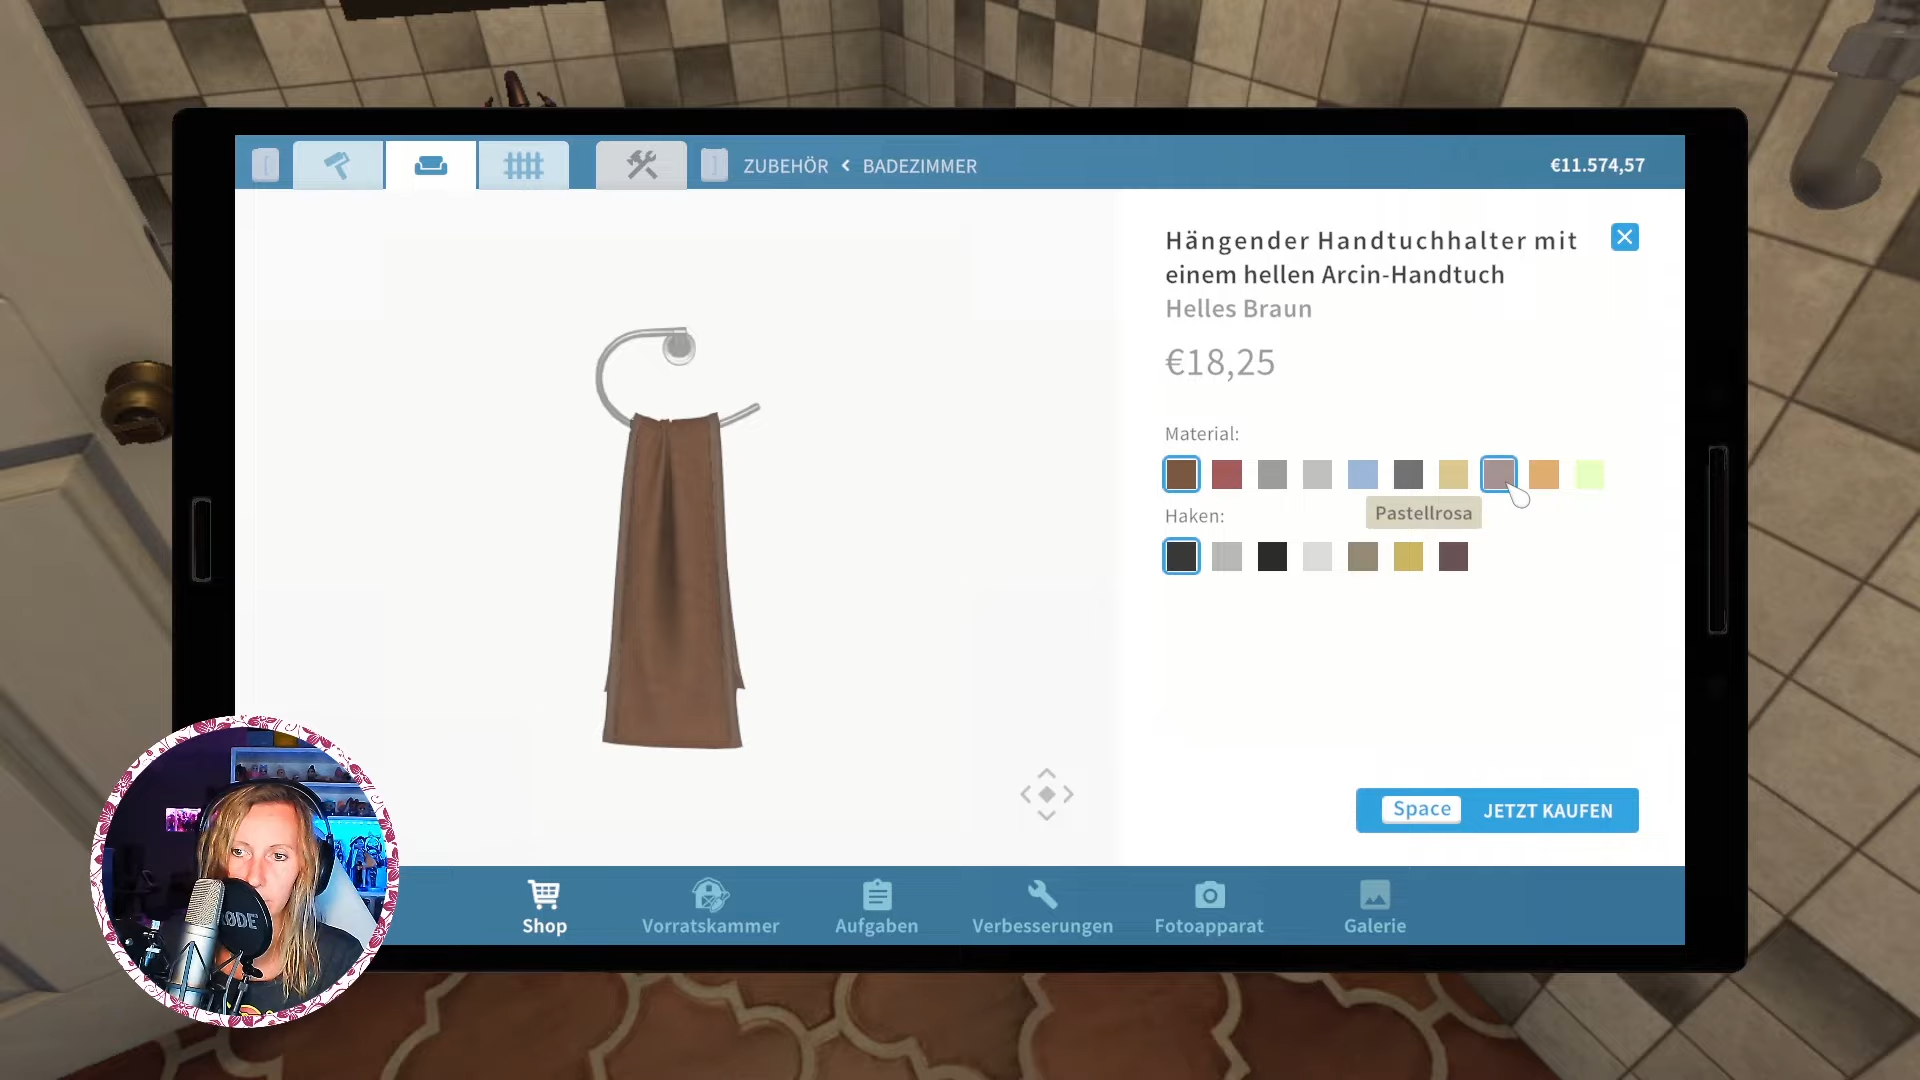 [
]
ZUBEHÖR < BADEZIMMER
€11.574,57
Hängender Handtuchhalter mit
einem hellen Arcin-Handtuch
Helles Braun
€18,25
Material:
Pastellrosa
Haken:
Space JETZT KAUFEN
Shop
Vorratskammer
Aufgaben
Verbesserungen
Fotoapparat
Galerie
RØDE